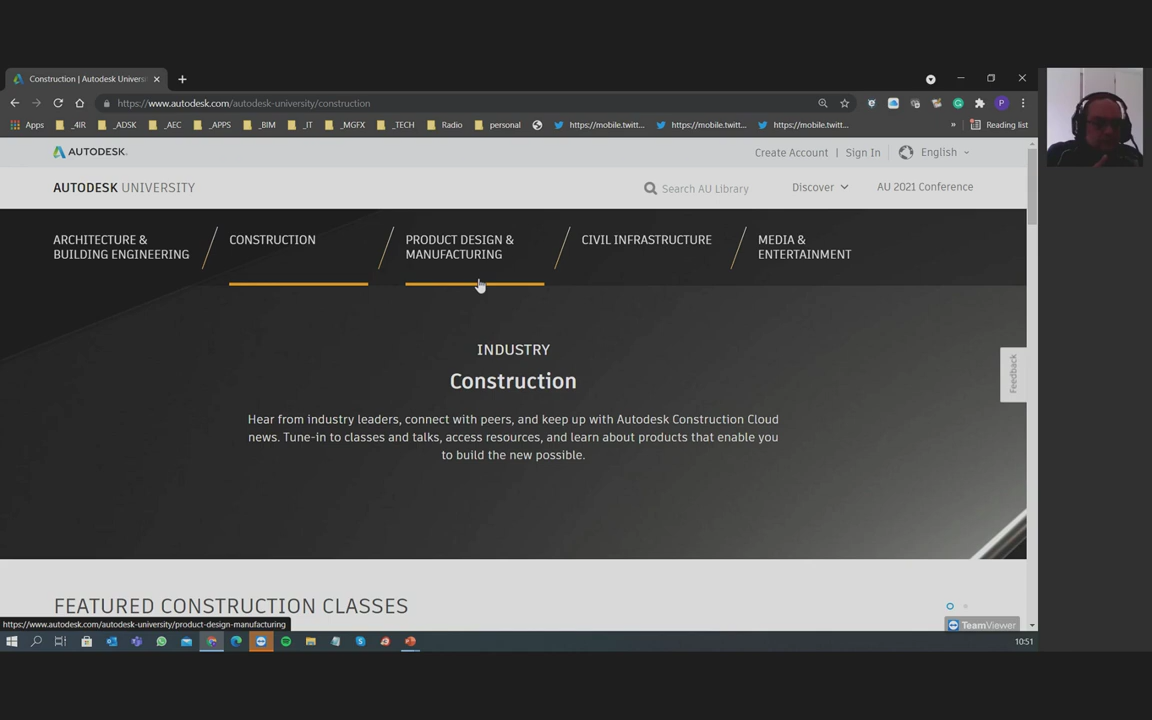 Construction | Autodesk Univers
https://www.autodesk.com/autodesk-university/construction
Apps
_4IR
_ADSK
_AEC
_APPS
_BIM
_IT
_MGFX
_TECH
Radio
personal
https://mobile.twitt...
https://mobile.twitt...
https://mobile.twitt...
»
Reading list
P
AUTODESK.
Create Account | Sign In
English
AUTODESK UNIVERSITY
Search AU Library
Discover
AU 2021 Conference
ARCHITECTURE &
BUILDING ENGINEERING
CONSTRUCTION
PRODUCT DESIGN &
MANUFACTURING
CIVIL INFRASTRUCTURE
MEDIA &
ENTERTAINMENT
INDUSTRY
Construction
Hear from industry leaders, connect with peers, and keep up with Autodesk Construction Cloud
news. Tune-in to classes and talks, access resources, and learn about products that enable you
to build the new possible.
Feedback
FEATURED CONSTRUCTION CLASSES
https://www.autodesk.com/autodesk-university/product-design-manufacturing
TeamViewer
10:51